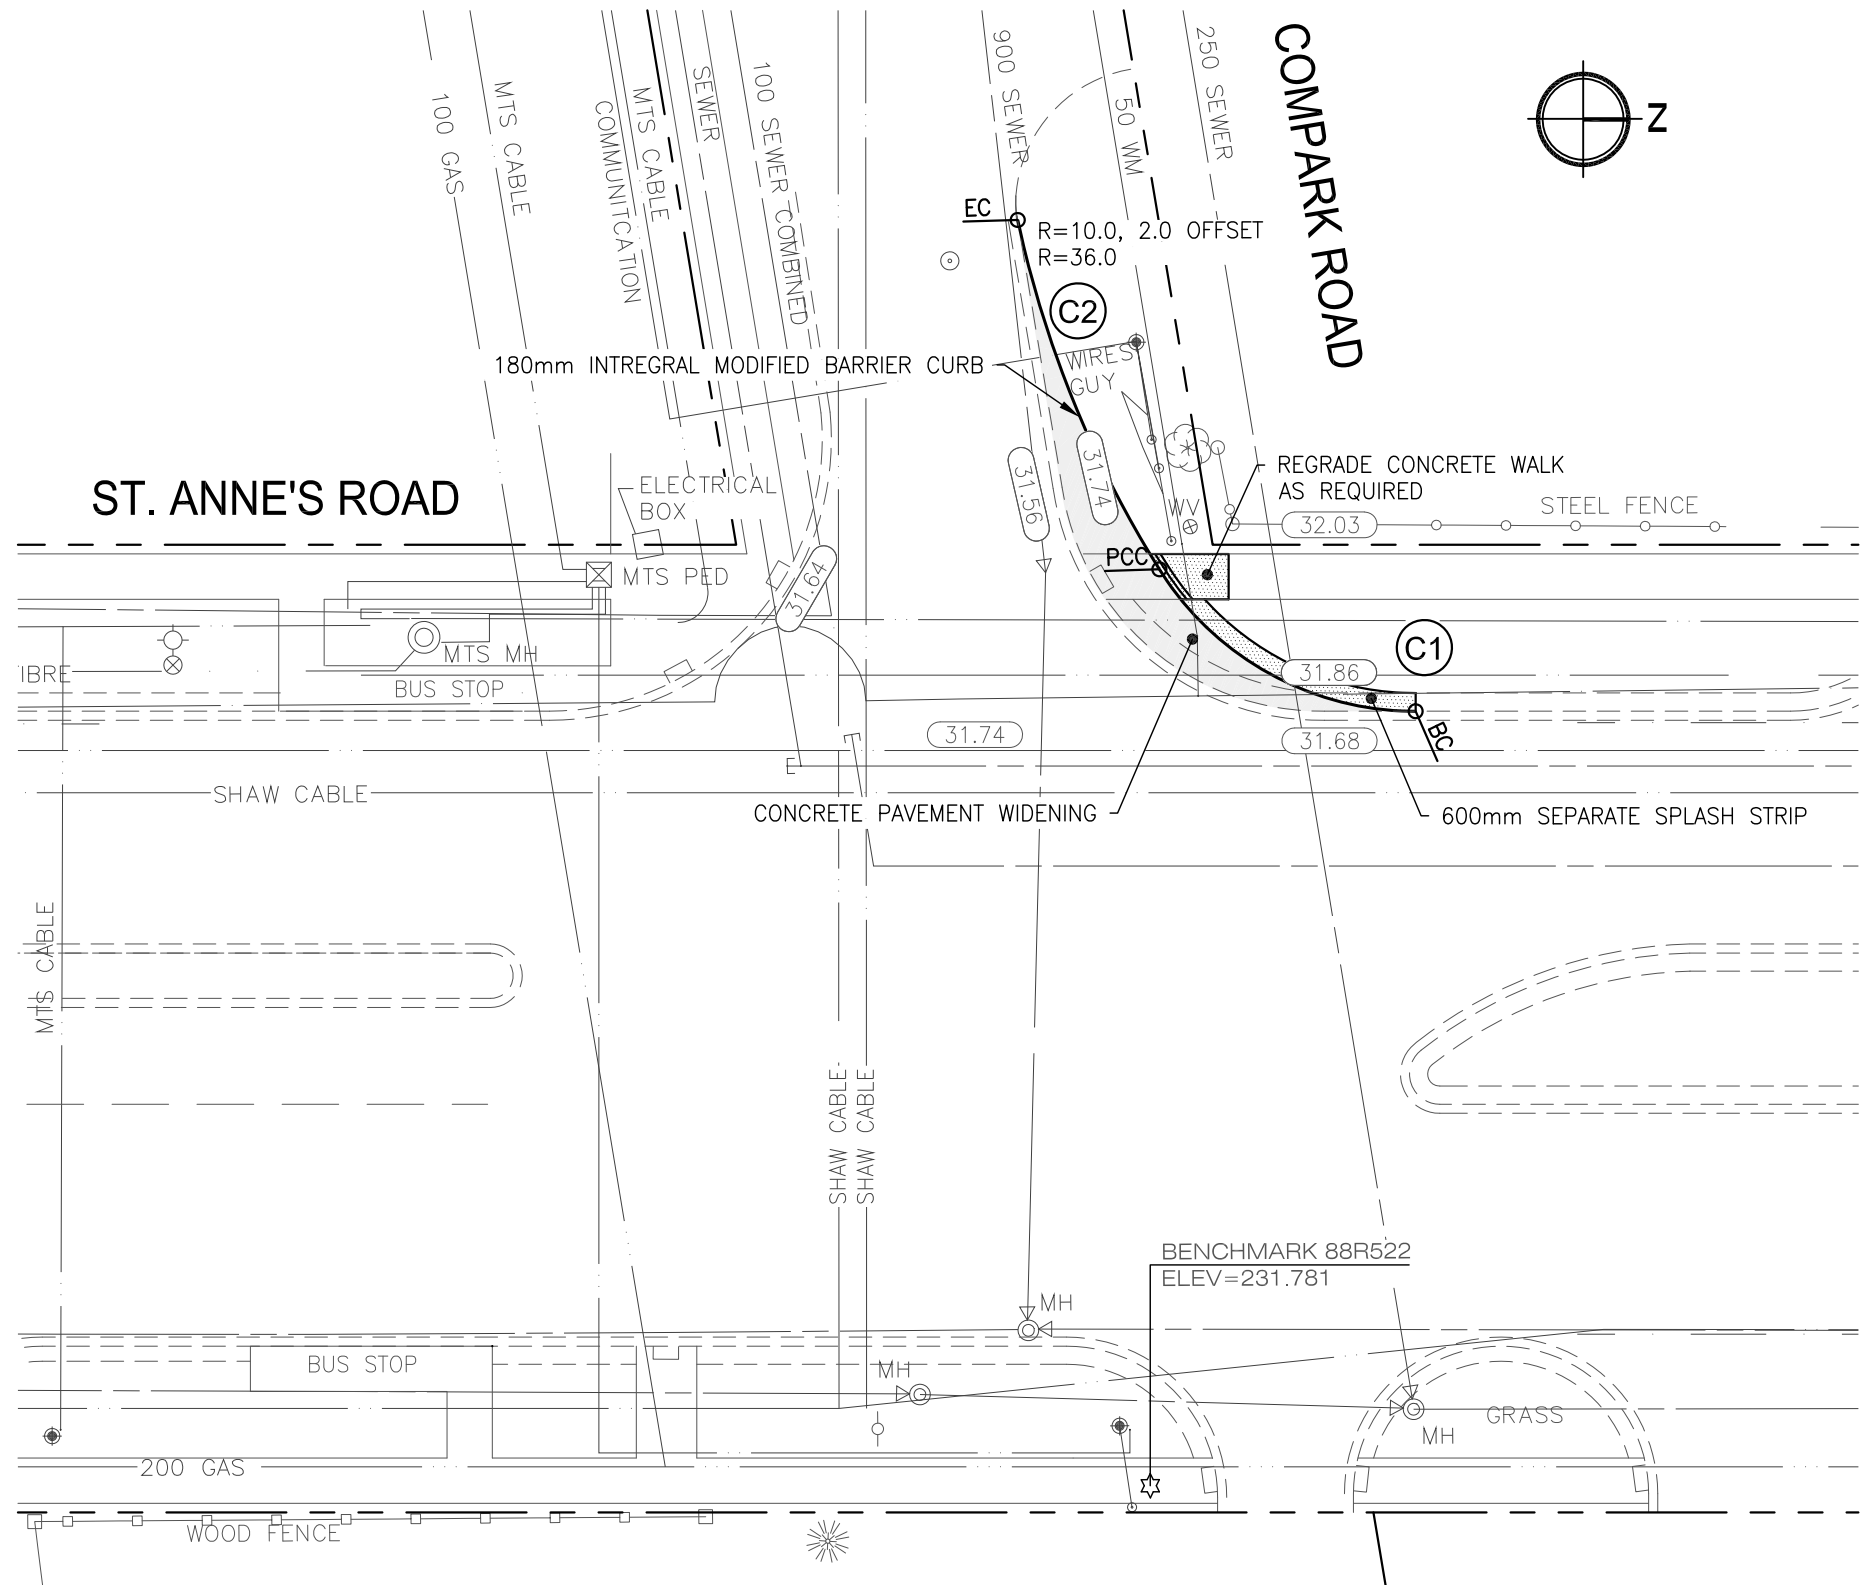 100 GAS
MTS CABLE
COMMUNITCATION
MTS CABLE
SEWER
100 SEWER COMBINED
900 SEWER
50 WM
250 SEWER
COMPARK ROAD
Z
EC
R=10.0, 2.0 OFFSET
R=36.0
C2
180mm INTREGRAL MODIFIED BARRIER CURB
WIRES
GUY
31.56
31.74
REGRADE CONCRETE WALK
AS REQUIRED
STEEL FENCE
32.03
WV
PCC
ST. ANNE'S ROAD
ELECTRICAL
BOX
MTS PED
31.64
MTS MH
BUS STOP
IBRE
C1
31.86
31.74
31.68
BC
E
SHAW CABLE
CONCRETE PAVEMENT WIDENING
600mm SEPARATE SPLASH STRIP
MTS CABLE
SHAW CABLE
SHAW CABLE
BENCHMARK 88R522
ELEV=231.781
MH
BUS STOP
MH
GRASS
MH
200 GAS
WOOD FENCE